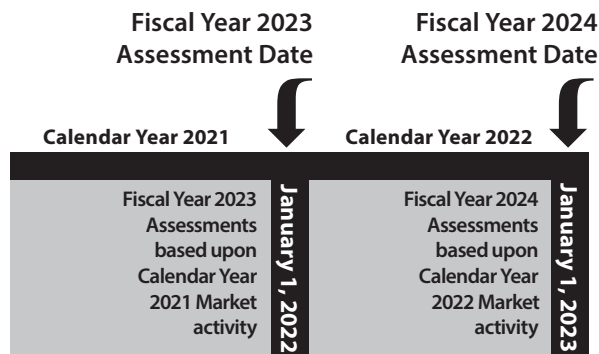 Fiscal Year 2023
Assessment Date
Fiscal Year 2024
Assessment Date
Calendar Year 2021
Calendar Year 2022
Fiscal Year 2023
Assessments
based upon
Calendar Year
2021 Market
activity
January 1, 2022
Fiscal Year 2024
Assessments
based upon
Calendar Year
2022 Market
activity
January 1, 2023